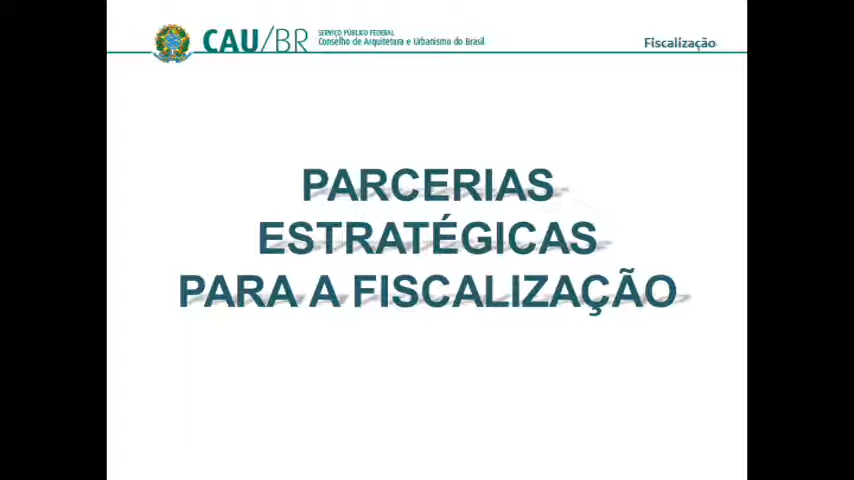 CAU/BR
SERVIÇO PÚBLICO FEDERAL
Conselho de Arquitetura e Urbanismo do Brasil
Fiscalização
PARCERIAS
ESTRATÉGICAS
PARA A FISCALIZAÇÃO